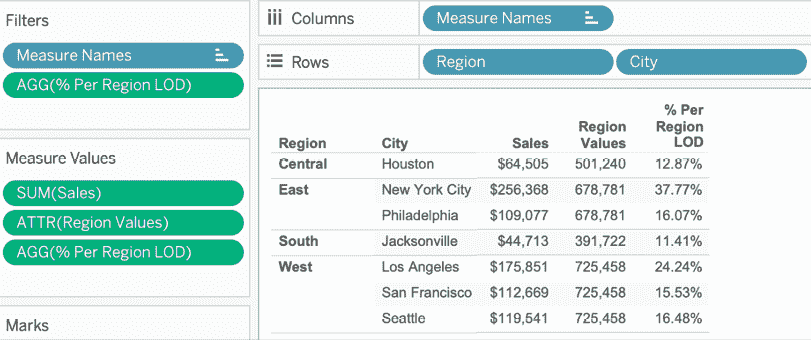 Filters
Measure Names
AGG(% Per Region LOD)
Measure Values
SUM(Sales)
ATTR(Region Values)
AGG(% Per Region LOD)
Marks
Columns
Measure Names
Rows
Region
City
Region City Sales Region Values % Per Region LOD
Central Houston $64,505 501,240 12.87%
East New York City $256,368 678,781 37.77%
Philadelphia $109,077 678,781 16.07%
South Jacksonville $44,713 391,722 11.41%
West Los Angeles $175,851 725,458 24.24%
San Francisco $112,669 725,458 15.53%
Seattle $119,541 725,458 16.48%